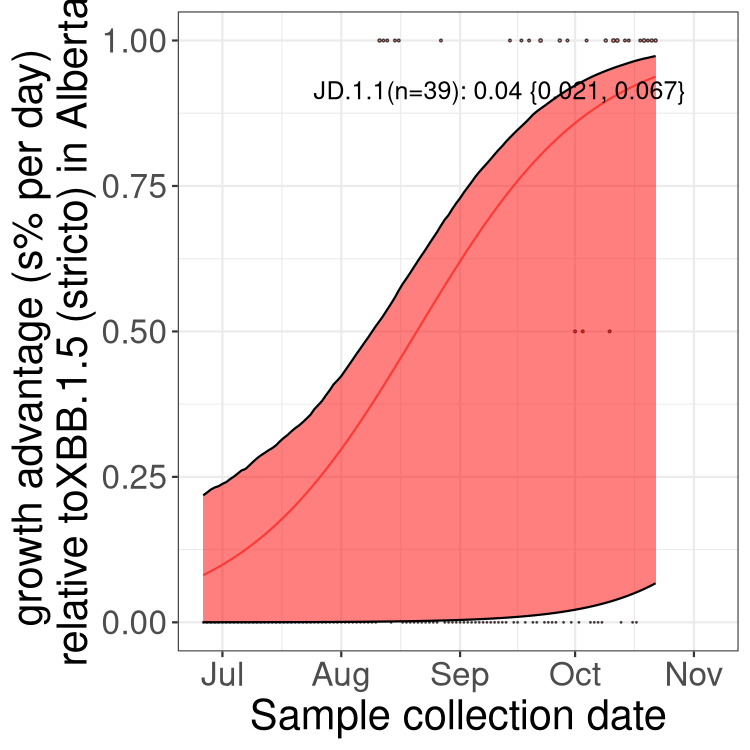 growth advantage (s% per day)
relative toXBB.1.5 (stricto) in Alberta
1.00
0.75
0.50
0.25
0.00
JD.1.1(n=39): 0.04 {0.021, 0.067}
Jul Aug Sep Oct Nov
Sample collection date